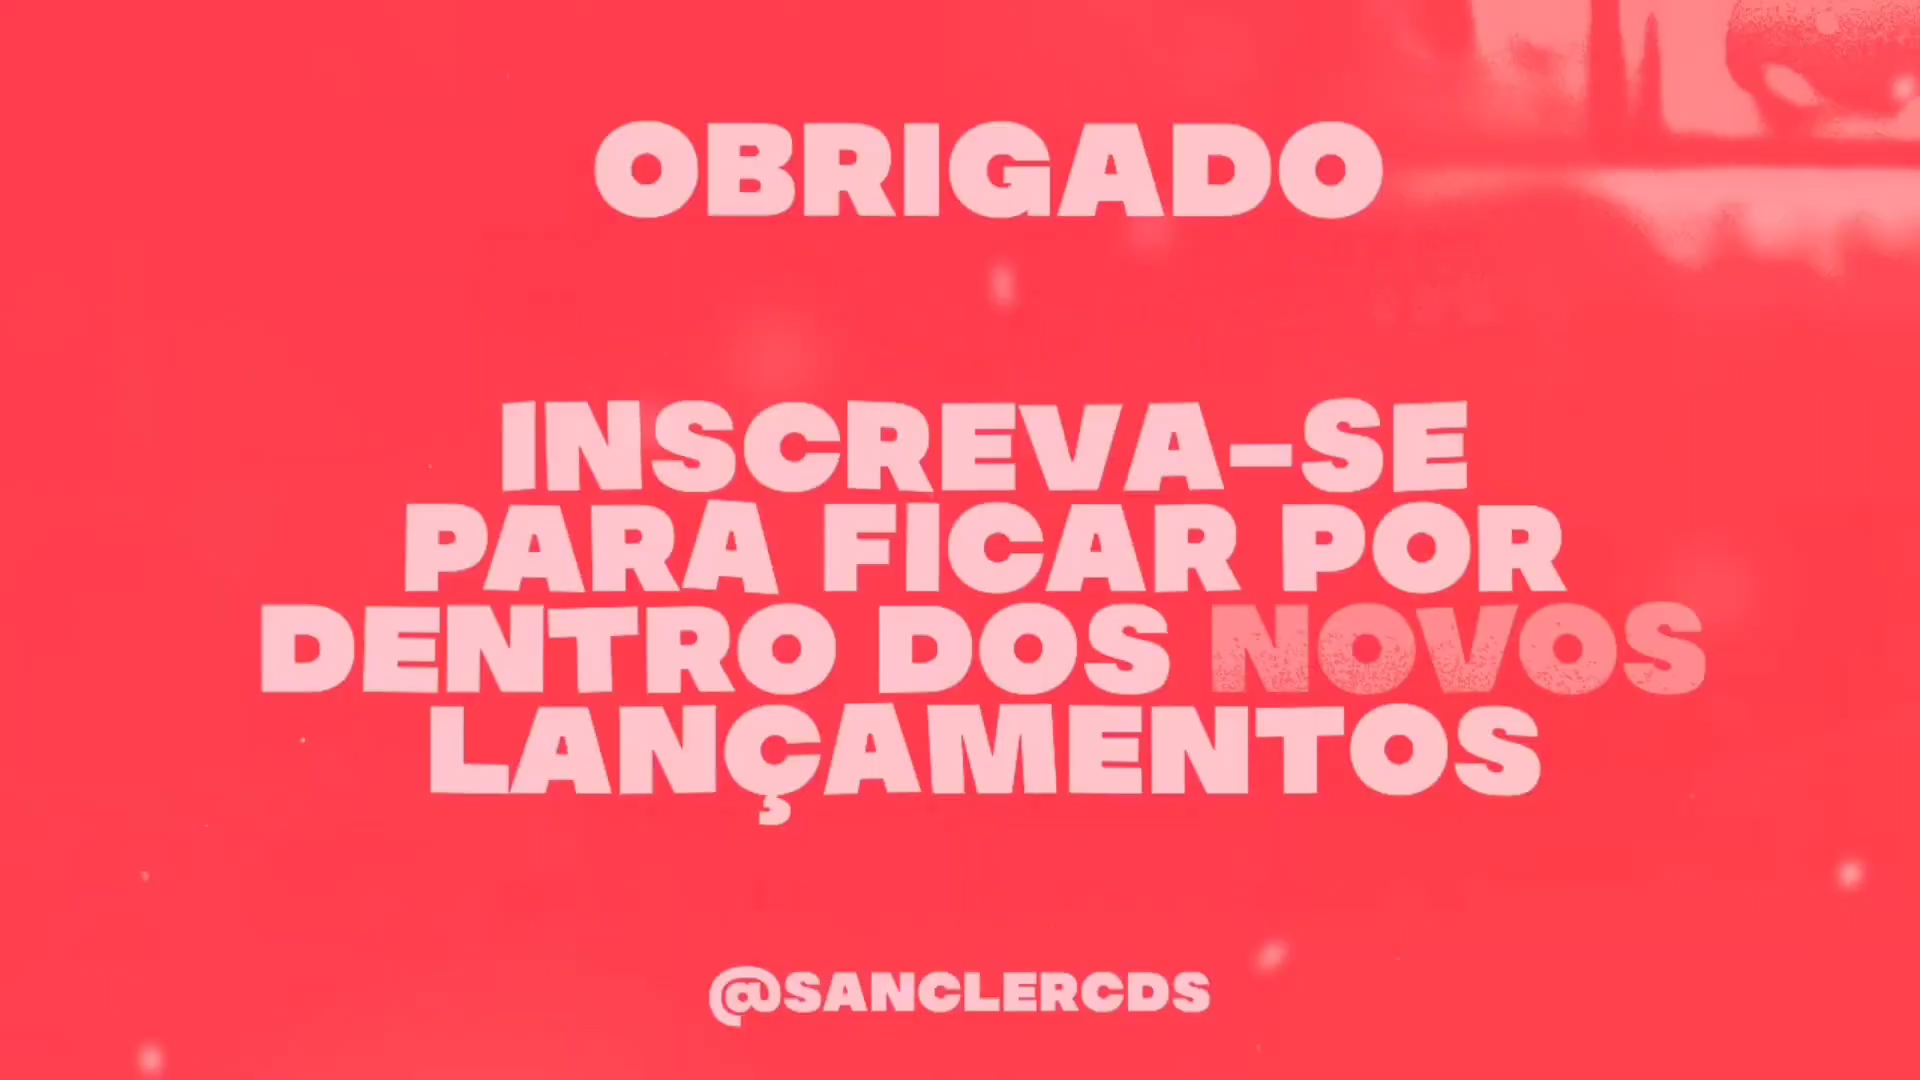 OBRIGADO
INSCREVA-SE
PARA FICAR POR
DENTRO DOS NOVOS
LANÇAMENTOS
@SANCLERCDS